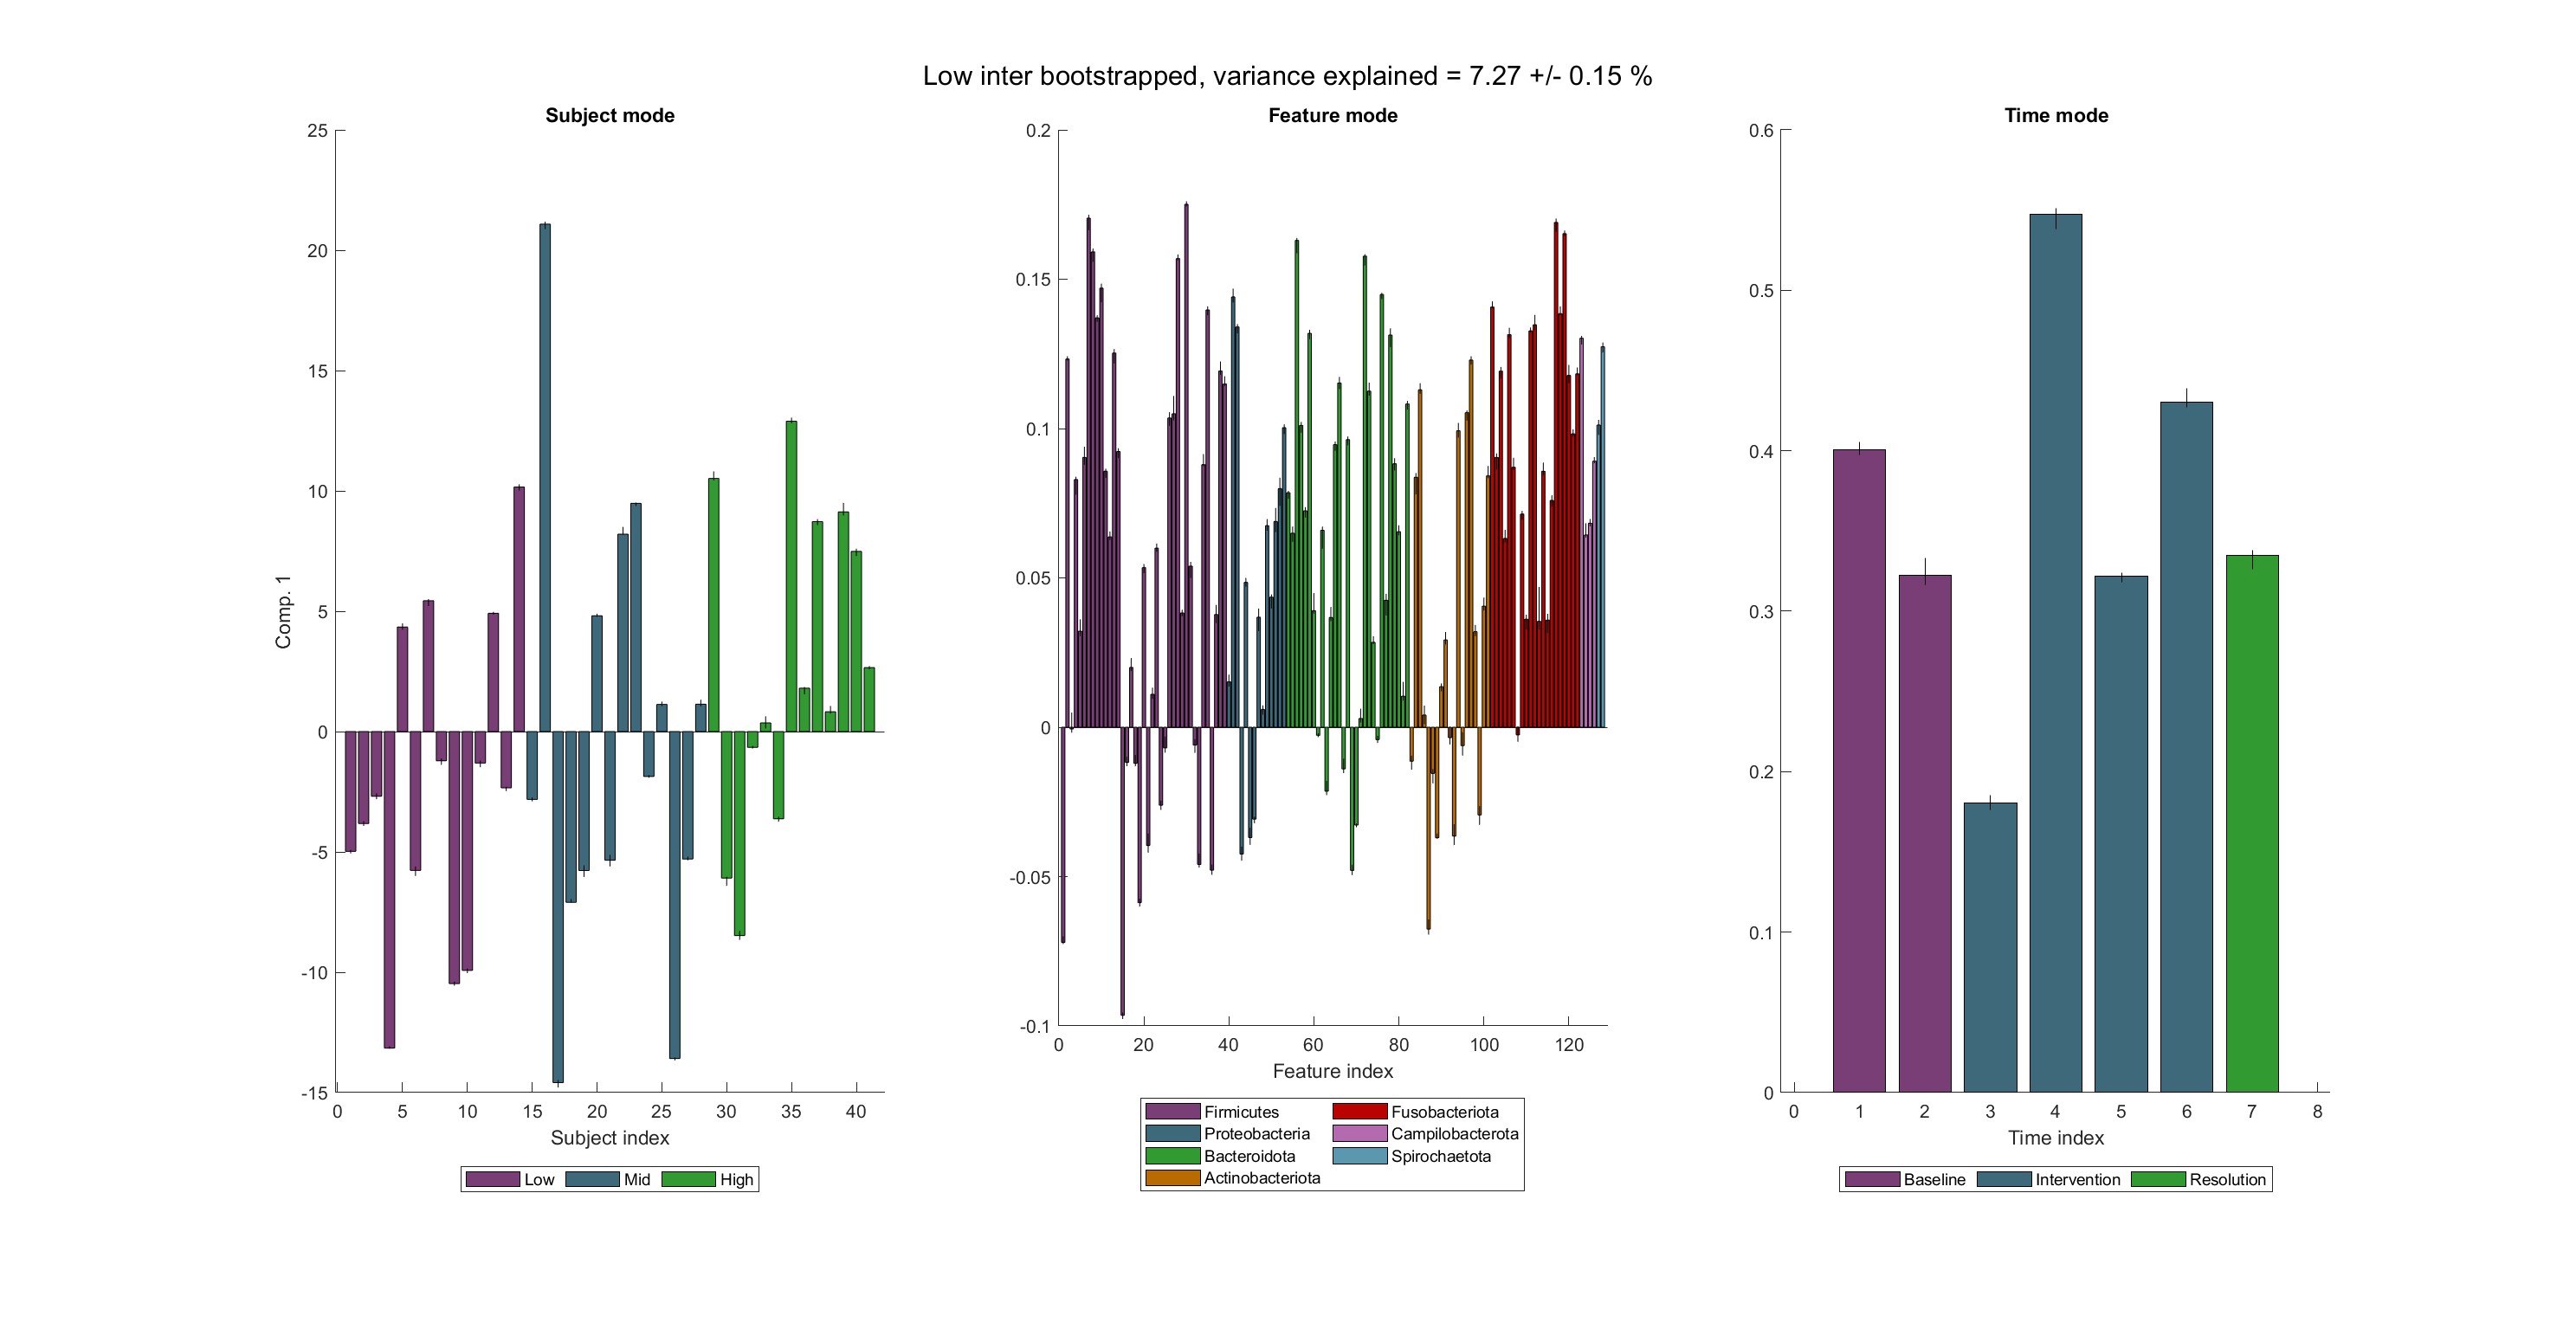 Low inter bootstrapped, variance explained = 7.27 +/- 0.15 %
Subject mode
25
20
15
10
5
0
-5
-10
-15
Comp. 1
0 5 10 15 20 25 30 35 40
Subject index
Low Mid High
Feature mode
0.2
0.15
0.1
0.05
0
-0.05
-0.1
0 20 40 60 80 100 120
Feature index
Firmicutes Fusobacteriota
Proteobacteria Campilobacterota
Bacteroidota Spirochaetota
Actinobacteriota
Time mode
0.6
0.5
0.4
0.3
0.2
0.1
0
0 1 2 3 4 5 6 7 8
Time index
Baseline Intervention Resolution